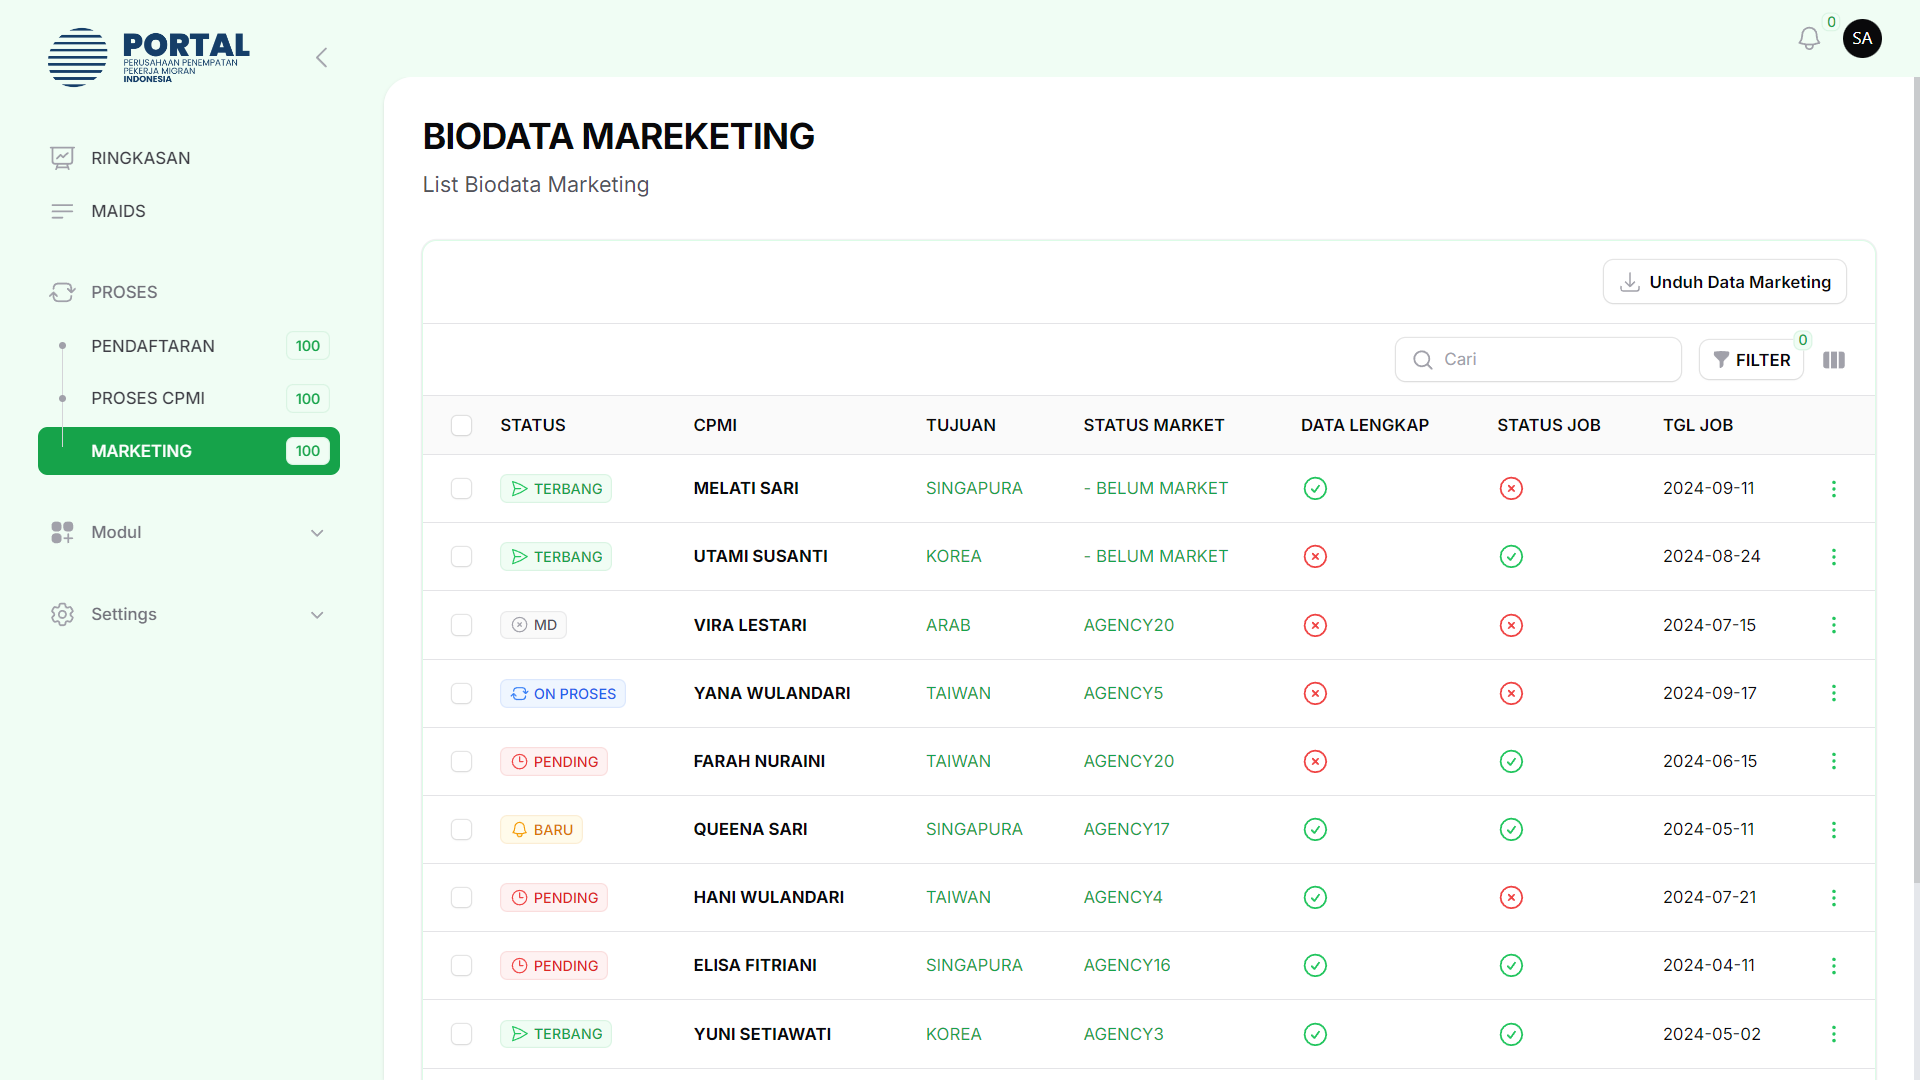 PORTAL
PERUSAHAAN PENEMPATAN
PEKERJA MIGRAN
INDONESIA
0
SA
RINGKASAN
MAIDS
PROSES
PENDAFTARAN 100
PROSES CPMI 100
MARKETING 100
Modul
Settings
BIODATA MAREKETING
List Biodata Marketing
Unduh Data Marketing
Cari
FILTER 0
STATUS CPMI TUJUAN STATUS MARKET DATA LENGKAP STATUS JOB TGL JOB
TERBANG MELATI SARI SINGAPURA - BELUM MARKET 2024-09-11
TERBANG UTAMI SUSANTI KOREA - BELUM MARKET 2024-08-24
MD VIRA LESTARI ARAB AGENCY20 2024-07-15
ON PROSES YANA WULANDARI TAIWAN AGENCY5 2024-09-17
PENDING FARAH NURAINI TAIWAN AGENCY20 2024-06-15
BARU QUEENA SARI SINGAPURA AGENCY17 2024-05-11
PENDING HANI WULANDARI TAIWAN AGENCY4 2024-07-21
PENDING ELISA FITRIANI SINGAPURA AGENCY16 2024-04-11
TERBANG YUNI SETIAWATI KOREA AGENCY3 2024-05-02